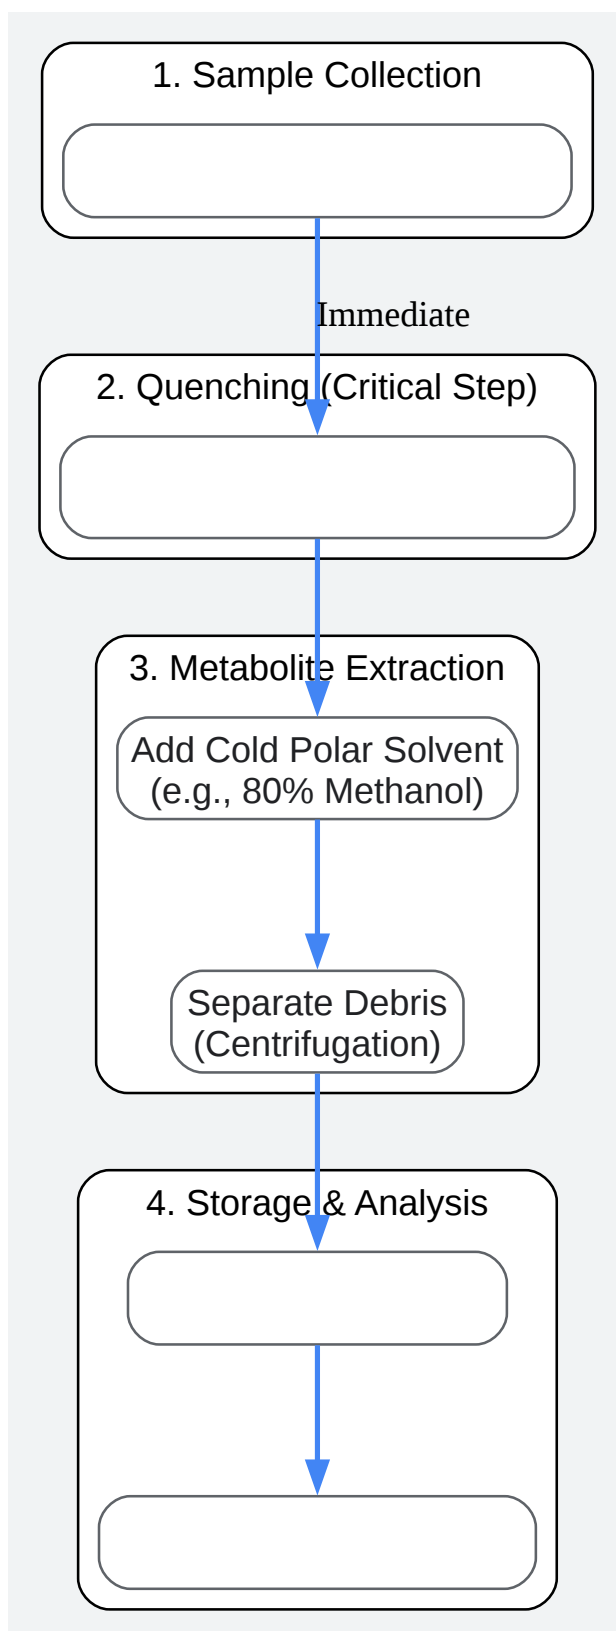 1. Sample Collection
Immediate
2. Quenching (Critical Step)
3. Metabolite Extraction
Add Cold Polar Solvent
(e.g., 80% Methanol)
Separate Debris
(Centrifugation)
4. Storage & Analysis